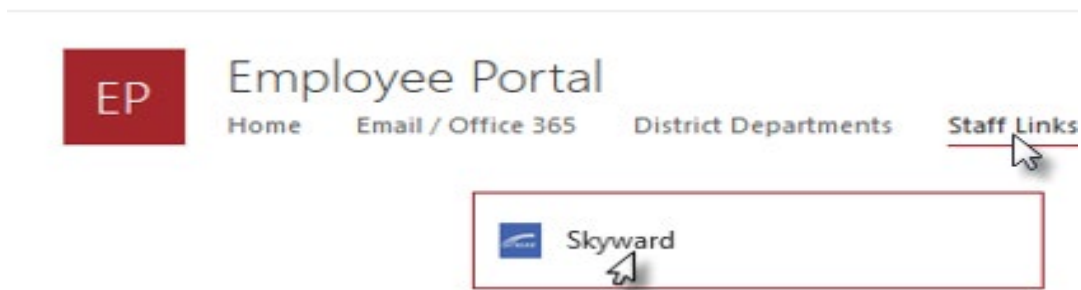 EP
Employee Portal
Home Email / Office 365 District Departments Staff Links
Skyward